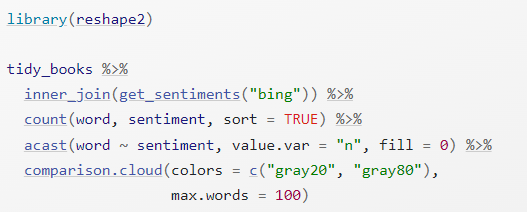 library(reshape2)
tidy_books %>%
inner_join(get_sentiments("bing")) %>%
count(word, sentiment, sort = TRUE) %>%
acast(word ~ sentiment, value.var = "n", fill = 0) %>%
comparison.cloud(colors = c("gray20", "gray80"),
max.words = 100)